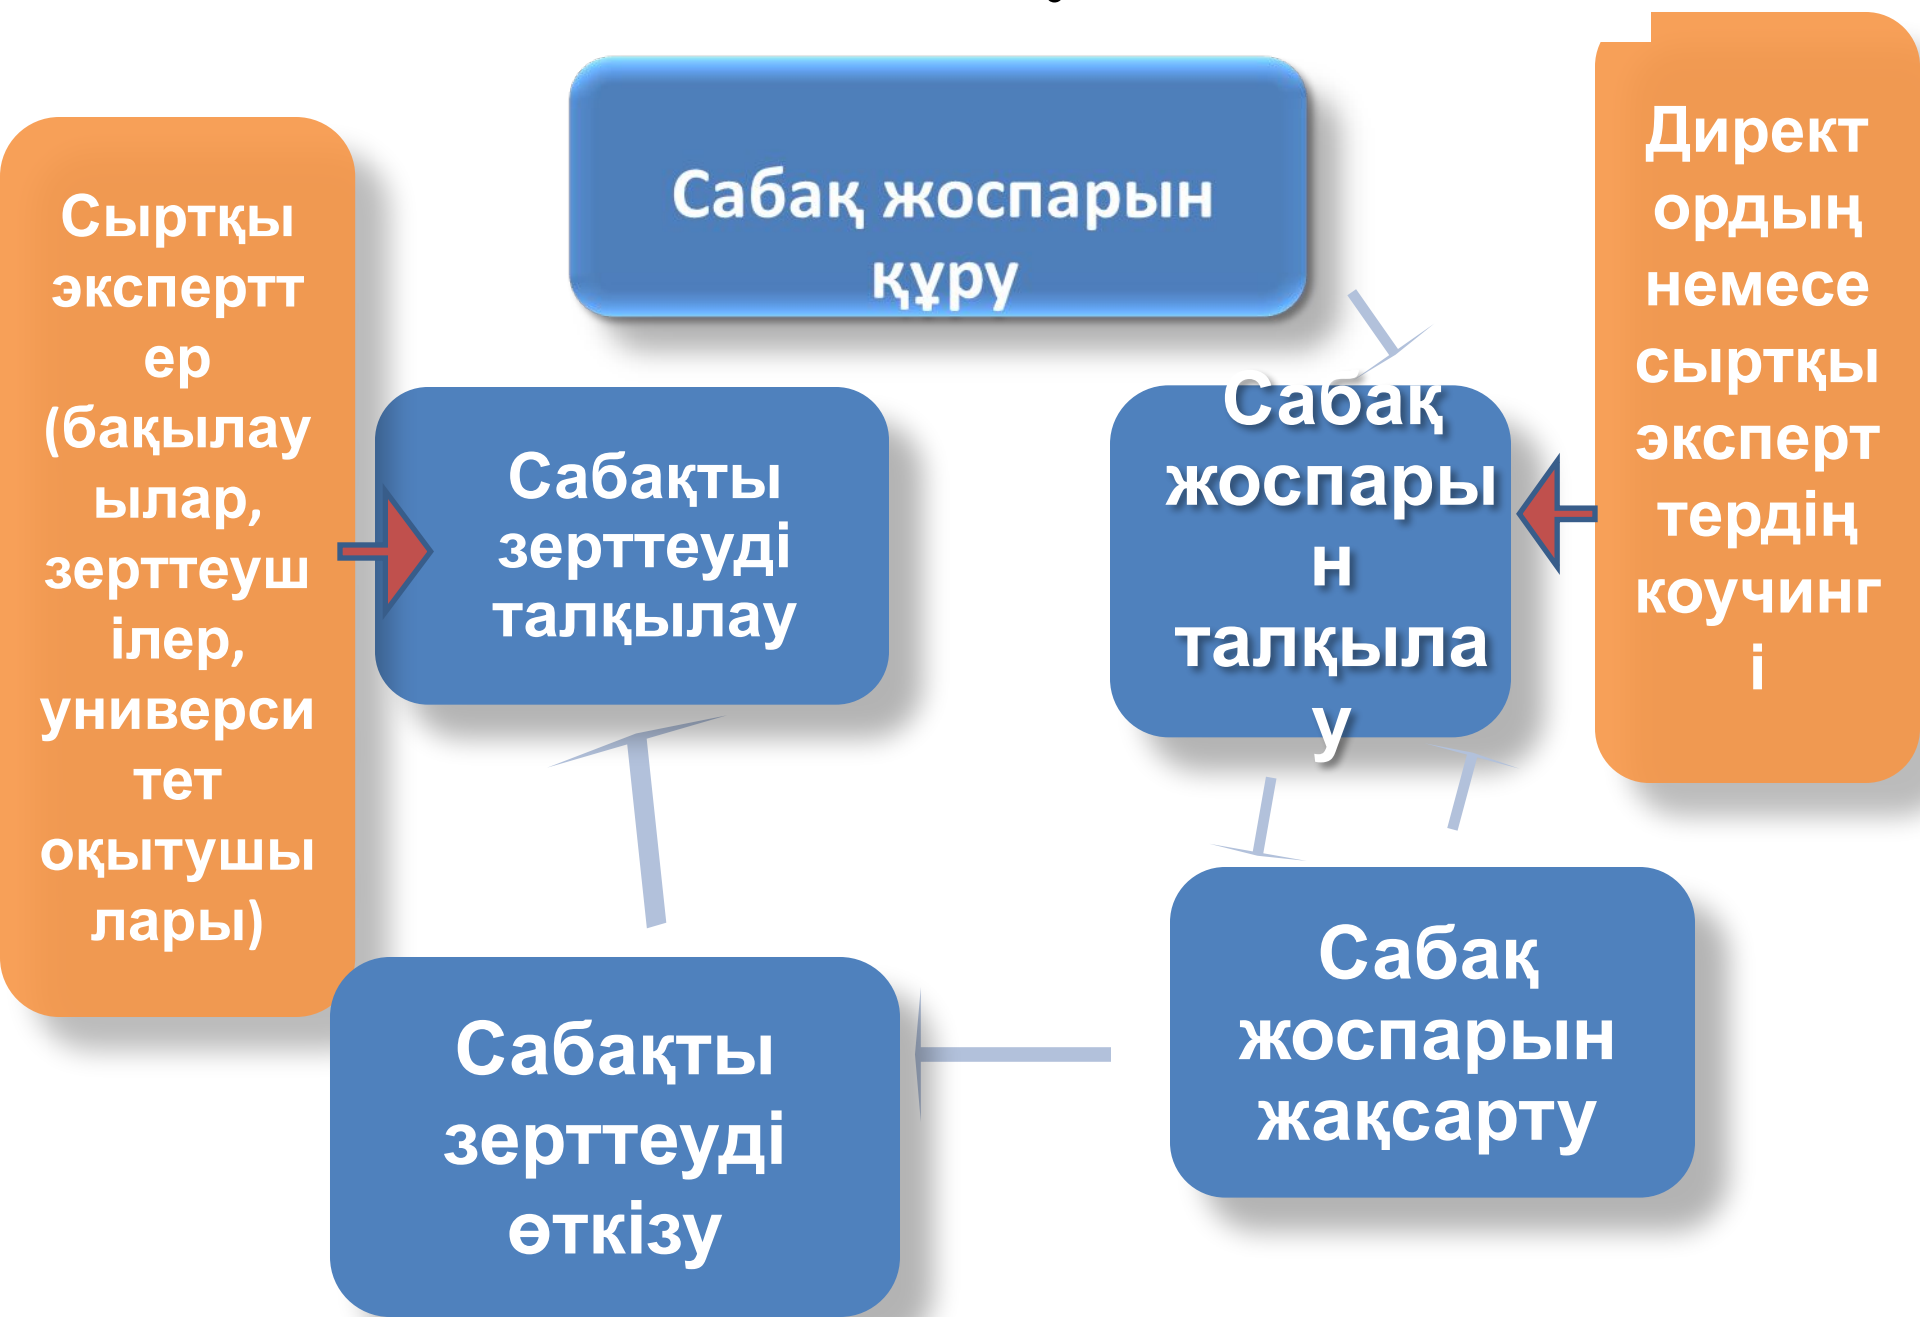 Сабақ жоспарын
құру
Сыртқы
экспертт
ер
(бақылау
ылар,
зерттеуш
ілер,
универси
тет
оқытушы
лары)
Директ
ордың
немесе
сыртқы
эксперт
тердің
коучинг
і
Сабақты
зерттеуді
талқылау
Сабақ
жоспары
н
талқыла
у
Сабақ
жоспарын
жақсарту
Сабақты
зерттеуді
өткізу